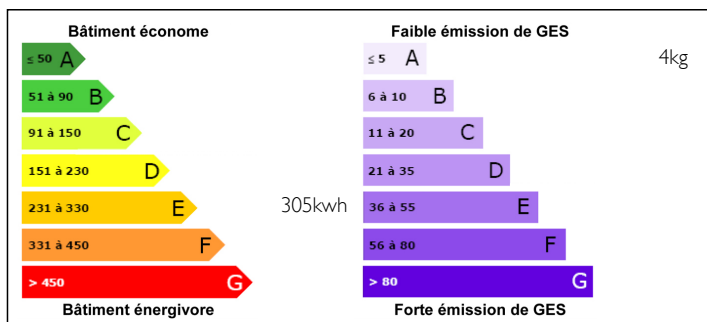 Bâtiment économe
≤ 50 A
51 à 90 B
91 à 150 C
151 à 230 D
231 à 330 E
305kwh
331 à 450 F
> 450 G
Bâtiment énergivore
Faible émission de GES
≤ 5 A
4kg
6 à 10 B
11 à 20 C
21 à 35 D
36 à 55 E
56 à 80 F
> 80 G
Forte émission de GES